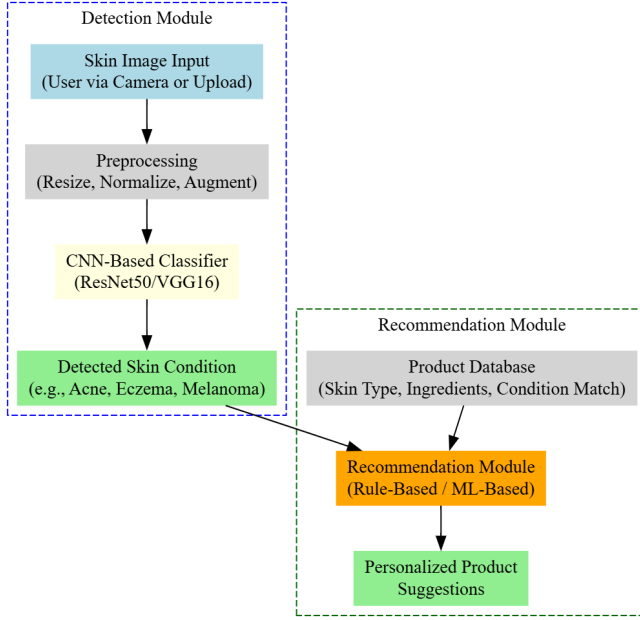 Detection Module
Skin Image Input
(User via Camera or Upload)
Preprocessing
(Resize, Normalize, Augment)
CNN-Based Classifier
(ResNet50/VGG16)
Detected Skin Condition
(e.g., Acne, Eczema, Melanoma)
Recommendation Module
Product Database
(Skin Type, Ingredients, Condition Match)
Recommendation Module
(Rule-Based / ML-Based)
Personalized Product
Suggestions